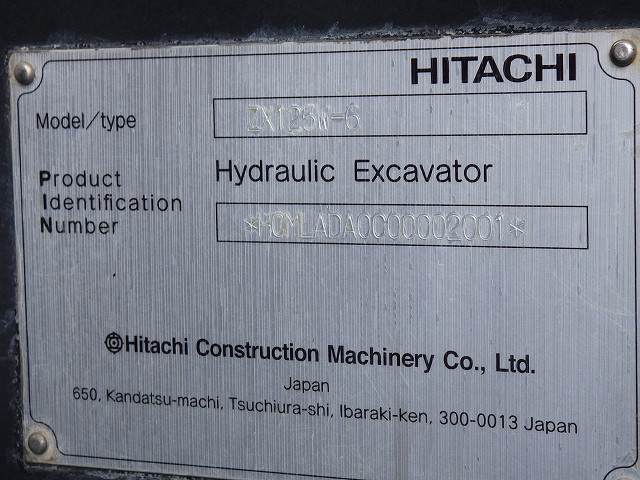 HITACHI
Model/type ZX125W-6
Hydraulic Excavator
Product
Identification
Number *HCMLADA0C00002001*
Hitachi Construction Machinery Co., Ltd.
Japan
650, Kandatsu-machi, Tsuchiura-shi, Ibaraki-ken, 300-0013 Japan